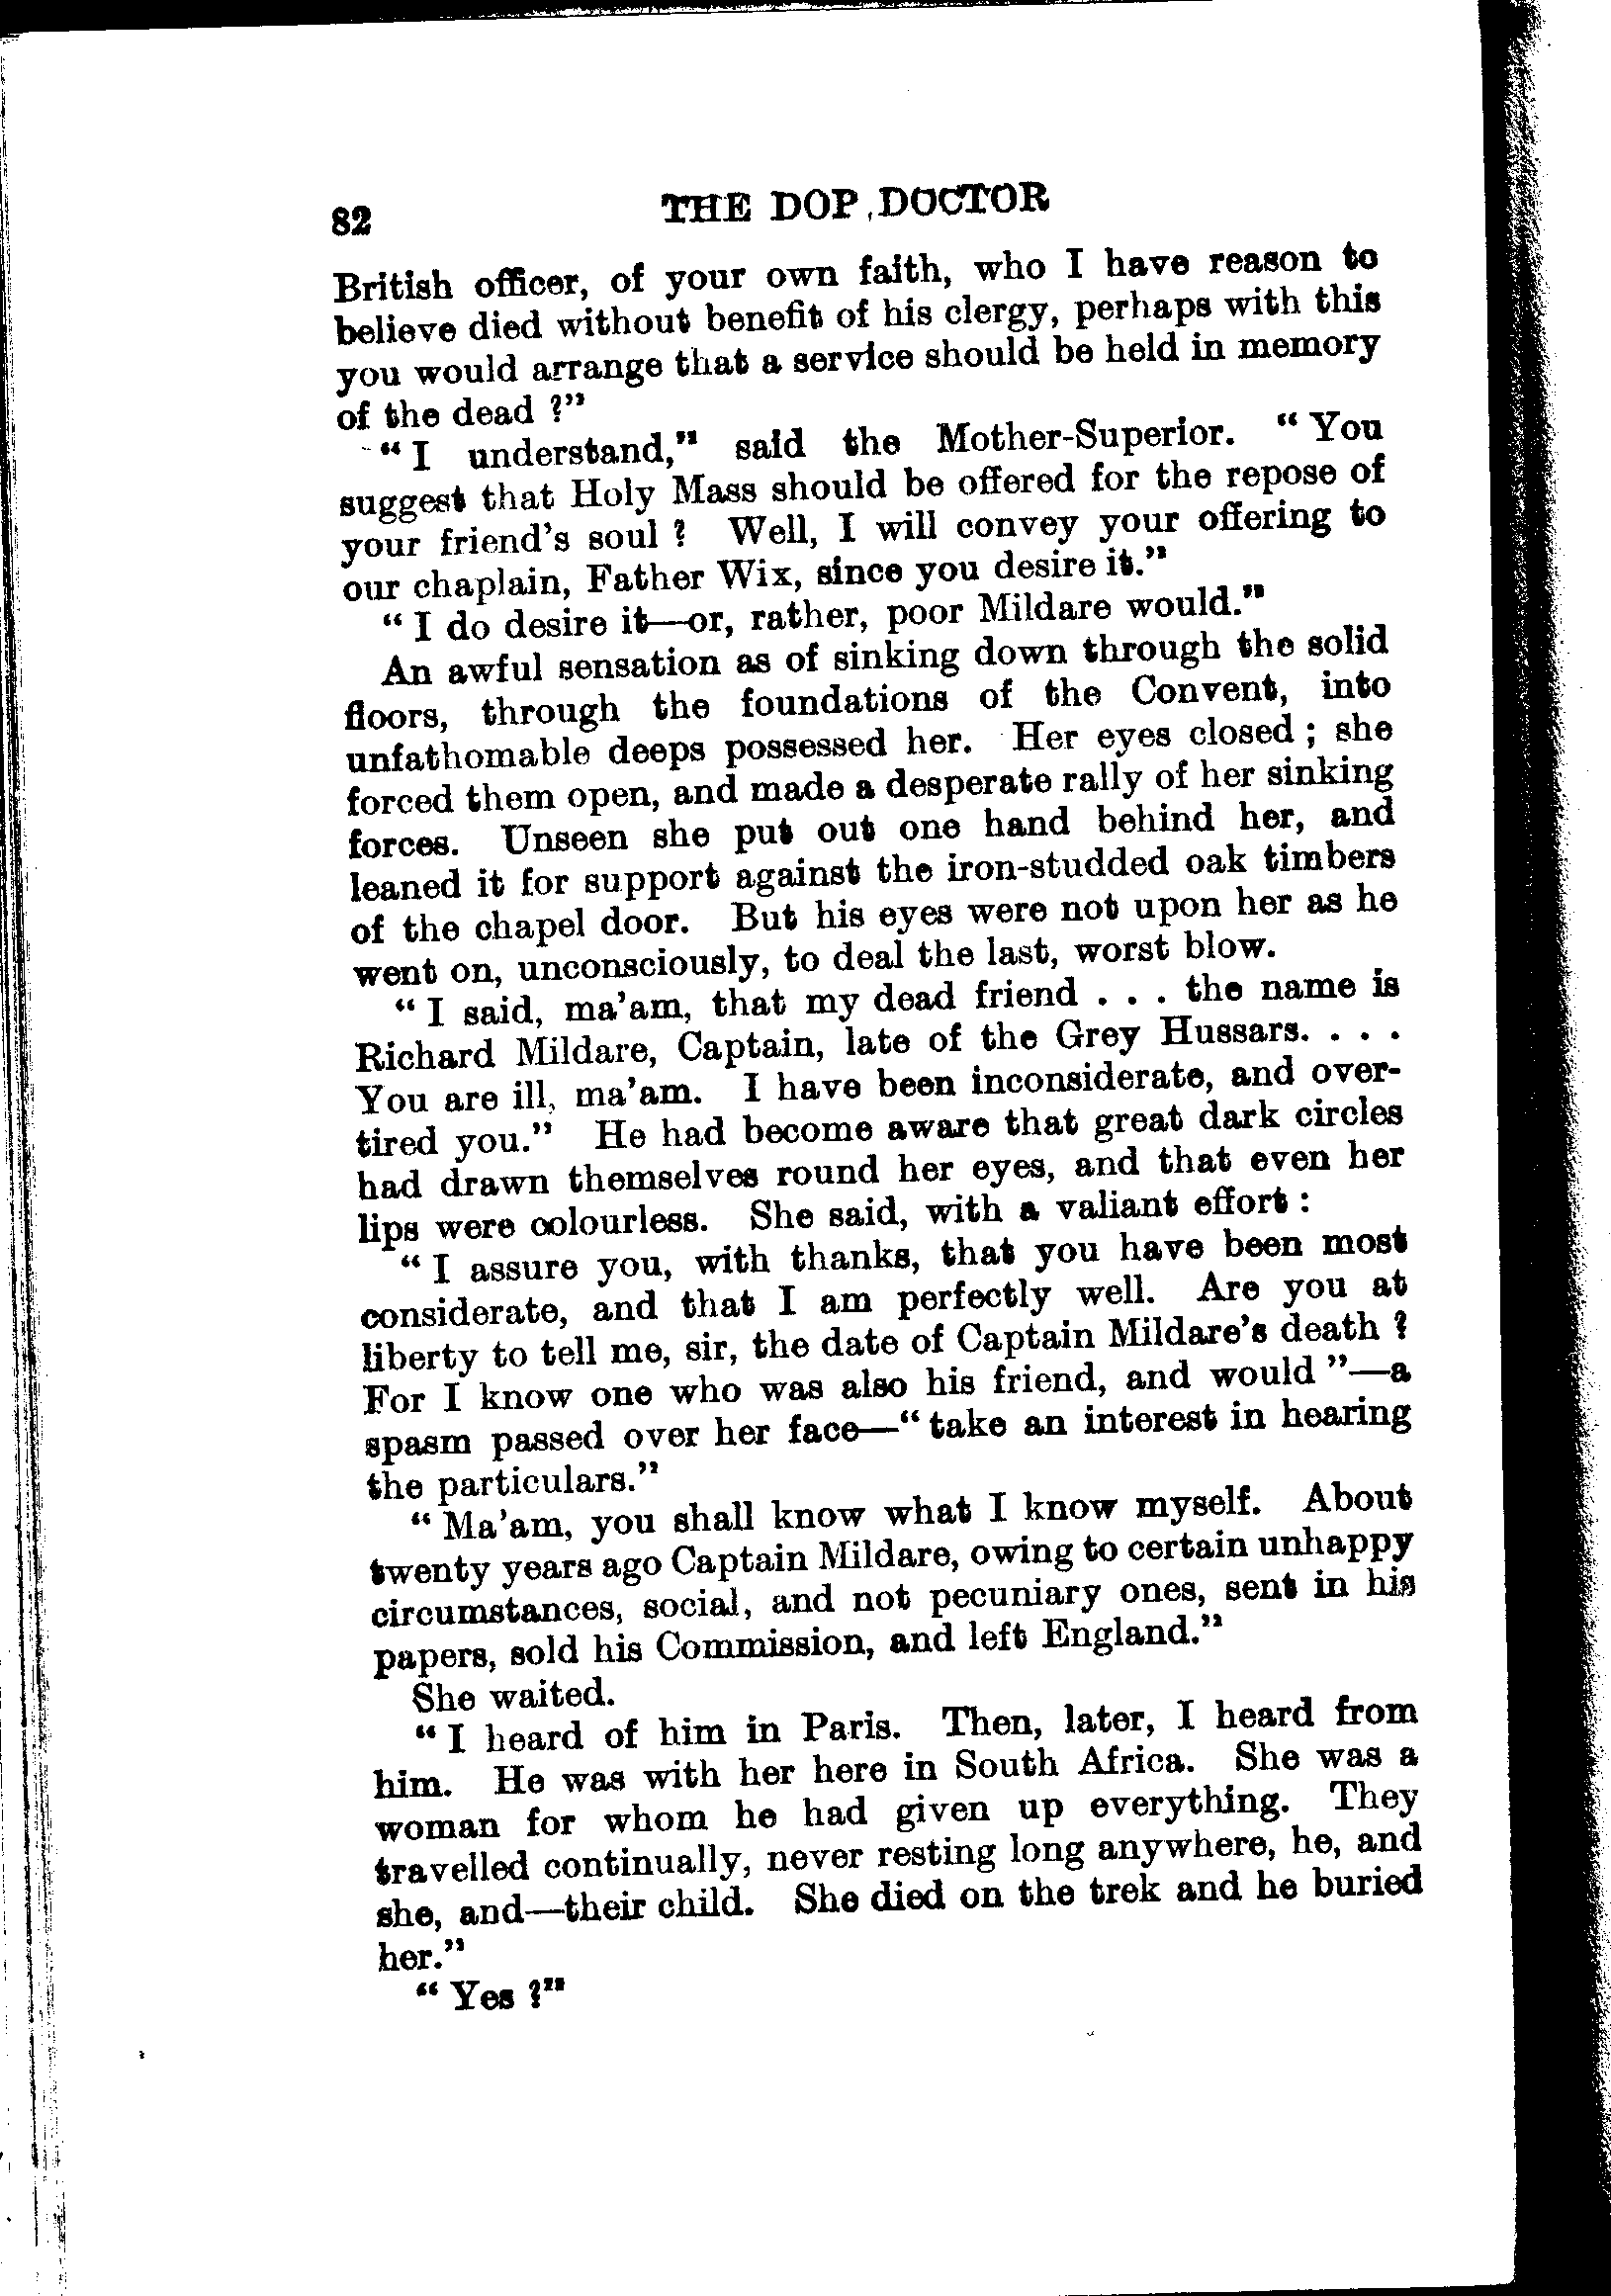 82
THE DOP DOCTOR
British officer, of your own faith, who I have reason to
believe died without benefit of his clergy, perhaps with this
you would arrange that a service should be held in memory
of the dead ?"
"I understand," said the Mother-Superior. "You
suggest that Holy Mass should be offered for the repose of
your friend's soul ? Well, I will convey your offering to
our chaplain, Father Wix, since you desire it."
"I do desire it—or, rather, poor Mildare would."
An awful sensation as of sinking down through the solid
floors, through the foundations of the Convent, into
unfathomable deeps possessed her. Her eyes closed ; she
forced them open, and made a desperate rally of her sinking
forces. Unseen she put out one hand behind her, and
leaned it for support against the iron-studded oak timbers
of the chapel door. But his eyes were not upon her as he
went on, unconsciously, to deal the last, worst blow.
"I said, ma'am, that my dead friend . . . the name is
Richard Mildare, Captain, late of the Grey Hussars. . . .
You are ill, ma'am. I have been inconsiderate, and over-
tired you." He had become aware that great dark circles
had drawn themselves round her eyes, and that even her
lips were colourless. She said, with a valiant effort :
"I assure you, with thanks, that you have been most
considerate, and that I am perfectly well. Are you at
liberty to tell me, sir, the date of Captain Mildare's death ?
For I know one who was also his friend, and would "—a
spasm passed over her face—"take an interest in hearing
the particulars."
"Ma'am, you shall know what I know myself. About
twenty years ago Captain Mildare, owing to certain unhappy
circumstances, social, and not pecuniary ones, sent in his
papers, sold his Commission, and left England."
She waited.
"I heard of him in Paris. Then, later, I heard from
him. He was with her here in South Africa. She was a
woman for whom he had given up everything. They
travelled continually, never resting long anywhere, he, and
she, and—their child. She died on the trek and he buried
her."
"Yes ?"